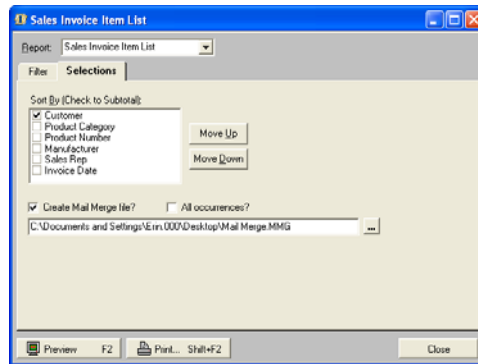 Sales Invoice Item List
Report: Sales Invoice Item List
Filter Selections
Sort By (Check to Subtotal):
Customer
Product Category
Product Number
Manufacturer
Sales Rep
Invoice Date
Move Up
Move Down
Create Mail Merge file? All occurrences?
C:\Documents and Settings\Erin.000\Desktop\Mail Merge.MMG ...
Preview F2 Print... Shift+F2 Close